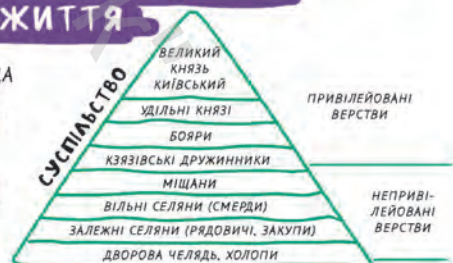 ЖИТТЯ
СУСПІЛЬСТВО
ВЕЛИКИЙ
КНЯЗЬ
КИЇВСЬКИЙ
УДІЛЬНІ КНЯЗІ
БОЯРИ
КЗЯЗІВСЬКІ ДРУЖИННИКИ
МІЩАНИ
ВІЛЬНІ СЕЛЯНИ (СМЕРДИ)
ЗАЛЕЖНІ СЕЛЯНИ (РЯДОВИЧІ, ЗАКУПИ)
ДВОРОВА ЧЕЛЯДЬ, ХОЛОПИ
ПРИВІЛЕЙОВАНІ
ВЕРСТВИ
НЕПРИВІ-
ЛЕЙОВАНІ
ВЕРСТВИ